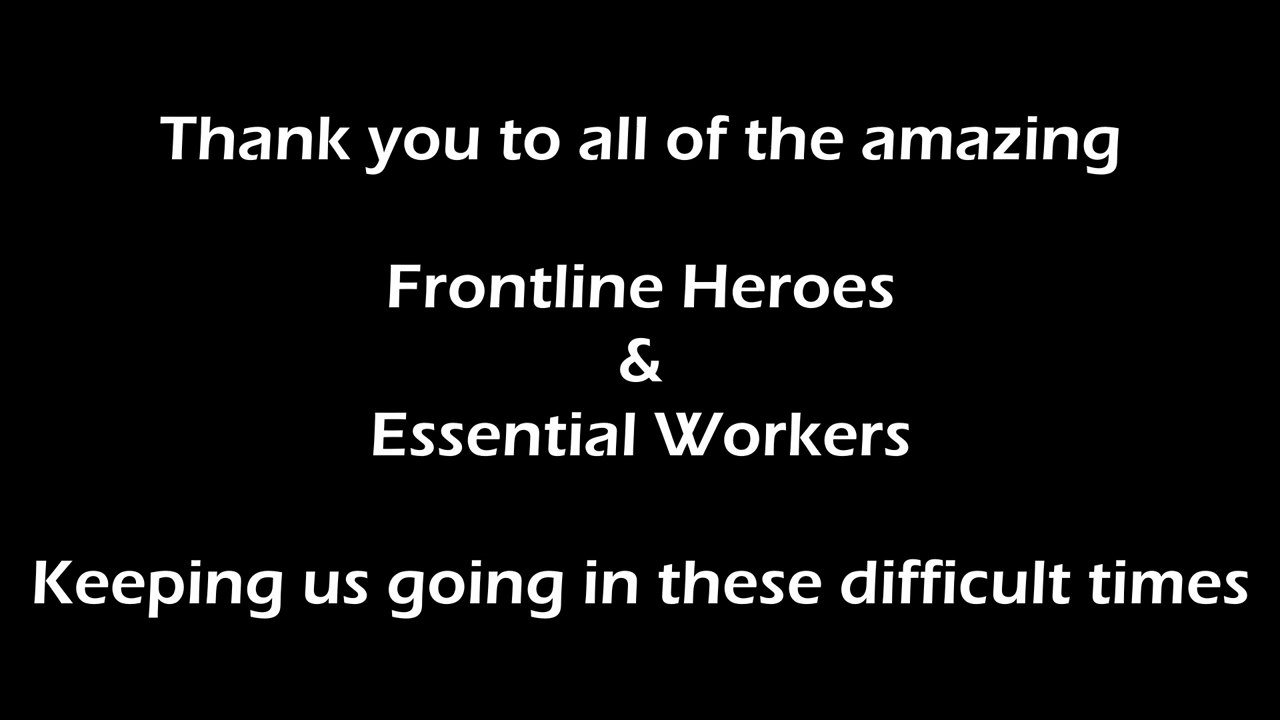 Thank you to all of the amazing
Frontline Heroes
&
Essential Workers
Keeping us going in these difficult times